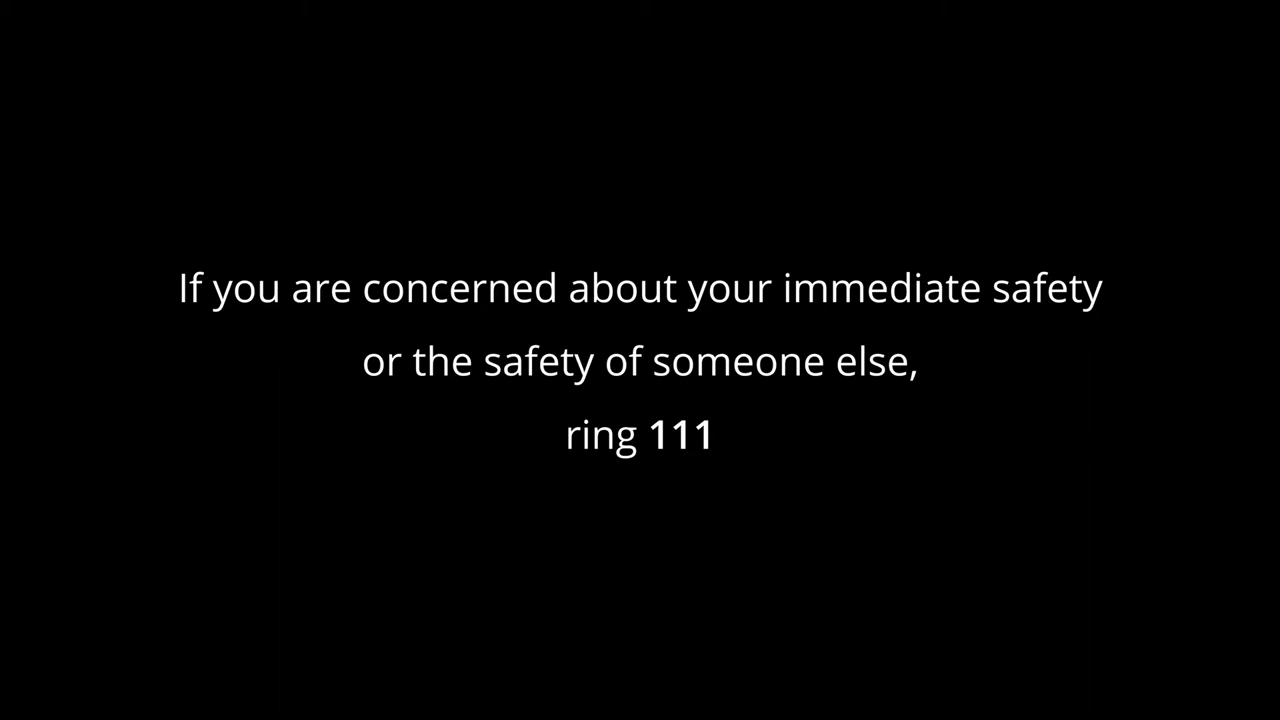 If you are concerned about your immediate safety
or the safety of someone else,
ring 111